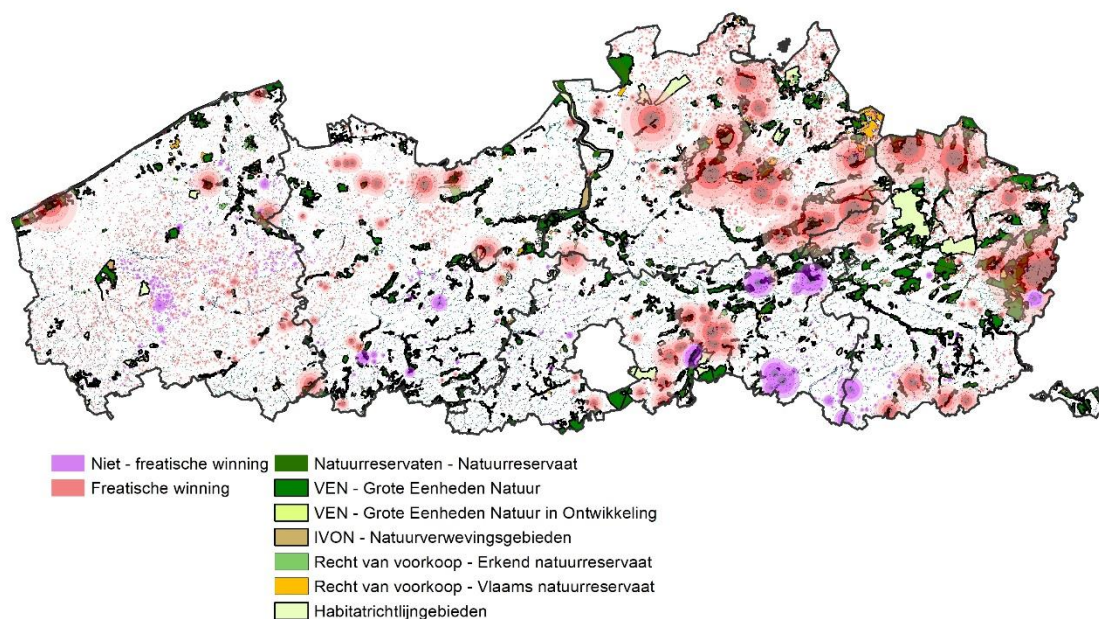 Niet - freatische winning
Freatische winning
Natuurreservaten - Natuurreservaat
VEN - Grote Eenheden Natuur
VEN - Grote Eenheden Natuur in Ontwikkeling
IVON - Natuurverwevingsgebieden
Recht van voorkoop - Erkend natuurreservaat
Recht van voorkoop - Vlaams natuurreservaat
Habitatrichtlijngebieden